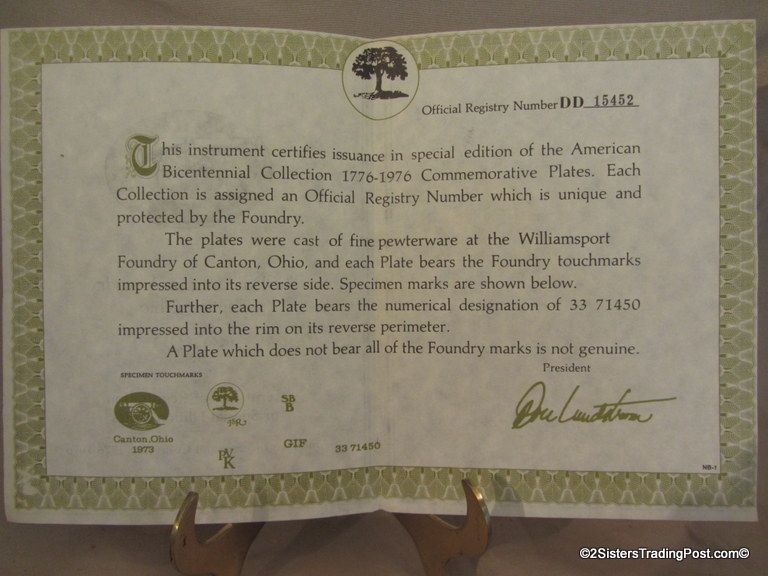 Official Registry Number DD 15452
This instrument certifies issuance in special edition of the American
Bicentennial Collection 1776-1976 Commemorative Plates. Each
Collection is assigned an Official Registry Number which is unique and
protected by the Foundry.
The plates were cast of fine pewterware at the Williamsport
Foundry of Canton, Ohio, and each Plate bears the Foundry touchmarks
impressed into its reverse side. Specimen marks are shown below.
Further, each Plate bears the numerical designation of 33 71450
impressed into the rim on its reverse perimeter.
A Plate which does not bear all of the Foundry marks is not genuine.
President
SPECIMEN TOUCHMARKS
SB
B
Canton, Ohio
1973
PV
K
GIF
33 71450
NB-1
©2SistersTradingPost.com©